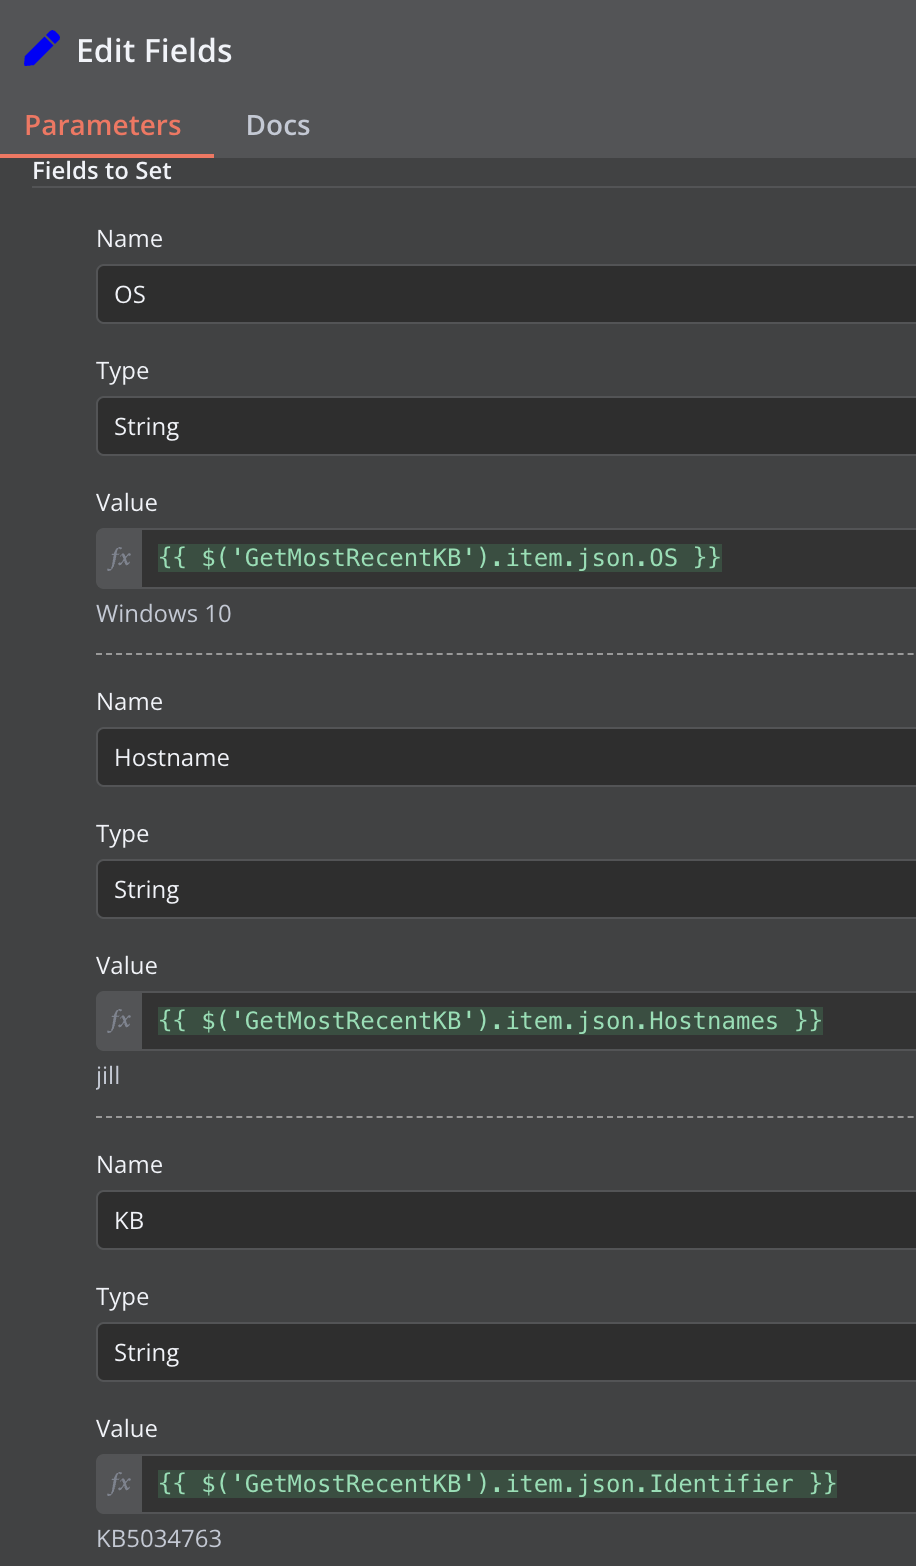 Edit Fields
Parameters Docs
Fields to Set
Name
OS
Type
String
Value
fx {{ $('GetMostRecentKB').item.json.OS }}
Windows 10
Name
Hostname
Type
String
Value
fx {{ $('GetMostRecentKB').item.json.Hostnames }}
jill
Name
KB
Type
String
Value
fx {{ $('GetMostRecentKB').item.json.Identifier }}
KB5034763